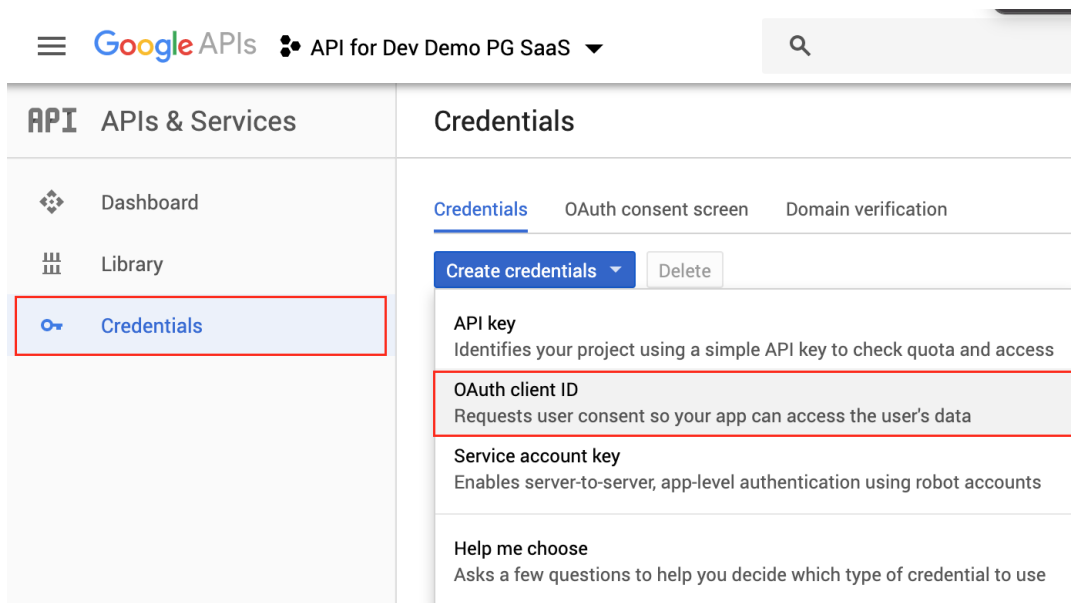 Google APIs API for Dev Demo PG SaaS
API APIs & Services
Credentials
Dashboard
Library
Credentials
Credentials OAuth consent screen Domain verification
Create credentials Delete
API key
Identifies your project using a simple API key to check quota and access
OAuth client ID
Requests user consent so your app can access the user's data
Service account key
Enables server-to-server, app-level authentication using robot accounts
Help me choose
Asks a few questions to help you decide which type of credential to use